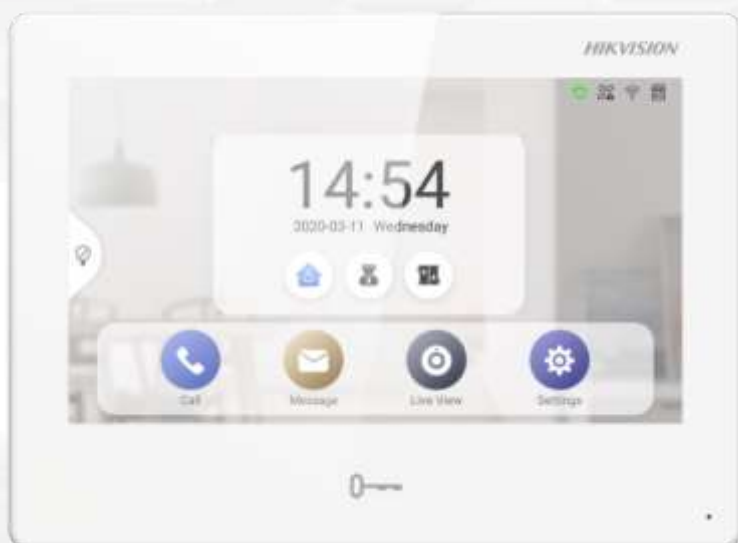 HIKVISION
14:54
2020-03-11 Wednesday
Call
Message
Live View
Settings